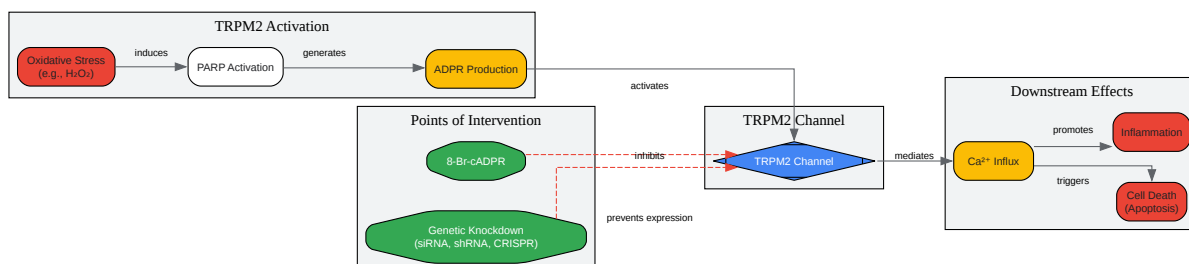 TRPM2 Activation
Oxidative Stress
(e.g., H₂O₂)
induces
PARP Activation
generates
ADPR Production
activates
Points of Intervention
8-Br-cADPR
inhibits
Genetic Knockdown
(siRNA, shRNA, CRISPR)
prevents expression
TRPM2 Channel
TRPM2 Channel
mediates
Downstream Effects
Ca²⁺ Influx
promotes
Inflammation
triggers
Cell Death
(Apoptosis)